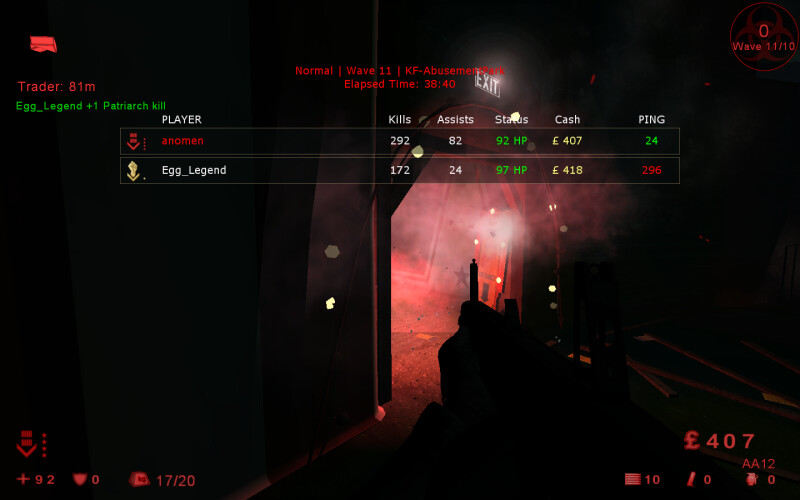 0
Wave 11/10
Normal | Wave 11 | KF-Abusement
Elapsed Time: 38:40
EXIT
Trader: 81m
Egg_Legend +1 Patriarch kill
PLAYER Kills Assists Status Cash PING
anomen 292 82 92 HP £ 407 24
Egg_Legend 172 24 97 HP £ 418 296
£ 407
AA12
+ 92 0 17/20 10 0 0